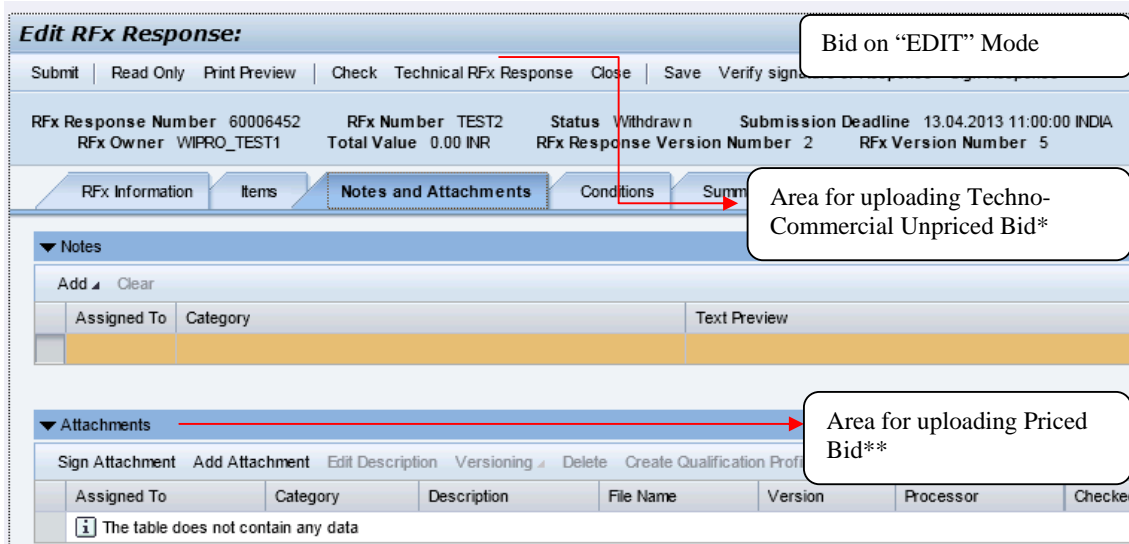 Edit RFx Response:
Bid on “EDIT” Mode
Submit | Read Only Print Preview | Check Technical RFx Response Close | Save Verify
RFx Response Number 60006452 RFx Number TEST2 Status Withdrawn Submission Deadline 13.04.2013 11:00:00 INDIA
RFx Owner WIPRO_TEST1 Total Value 0.00 INR RFx Response Version Number 2 RFx Version Number 5
RFx Information Items Notes and Attachments Conditions
Area for uploading Techno-
Commercial Unpriced Bid*
Notes
Add Clear
Assigned To Category Text Preview
Attachments
Area for uploading Priced
Bid**
Sign Attachment Add Attachment Edit Description Versioning Delete Create Qualification
Assigned To Category Description File Name Version Processor
The table does not contain any data